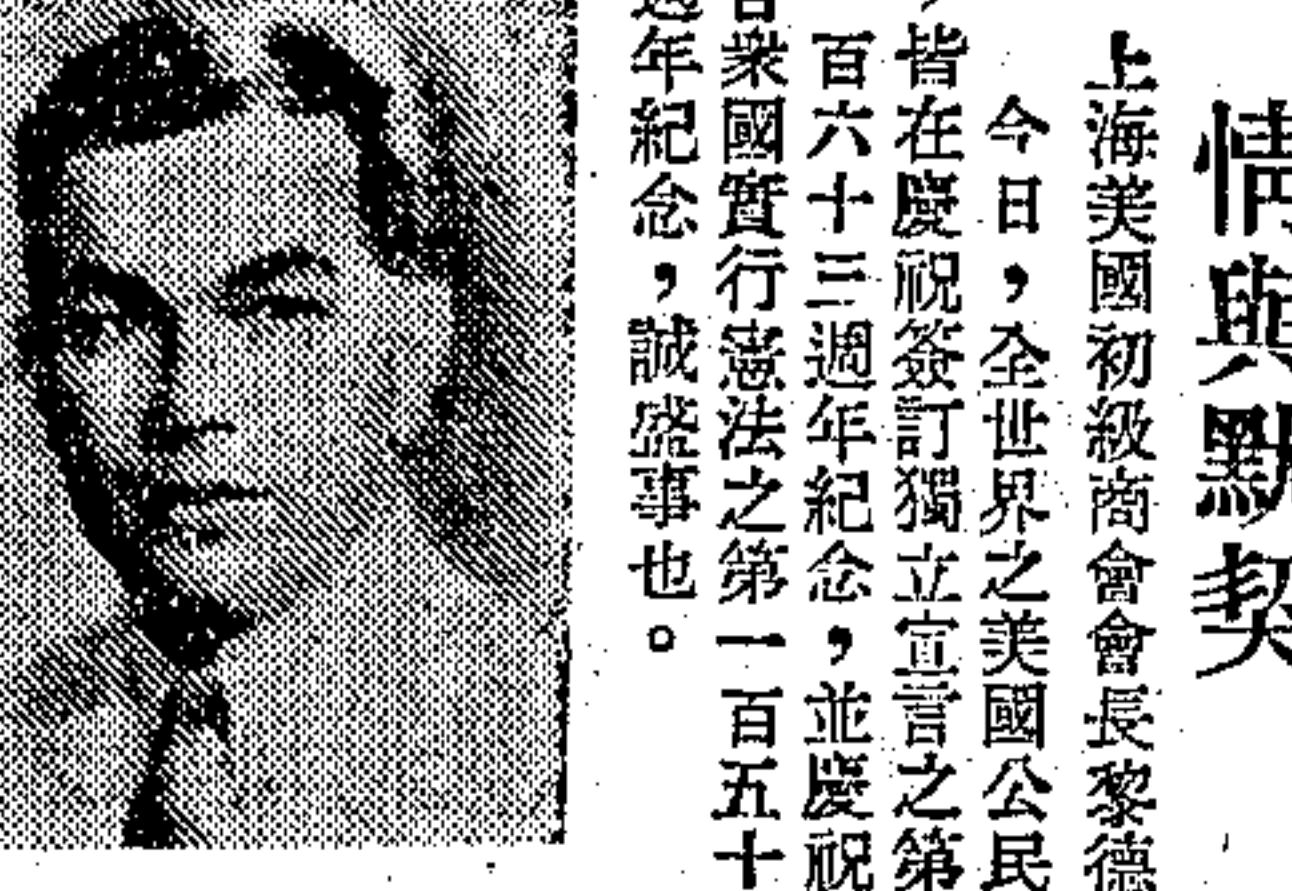 情與默契
上海美國初級商會會長黎德
今日，全世界之美國公民
，皆在慶祝簽訂獨立宣言之第
百六十三週年紀念，並慶祝
合衆國實行憲法之第一百五十
週年紀念，誠盛事也。